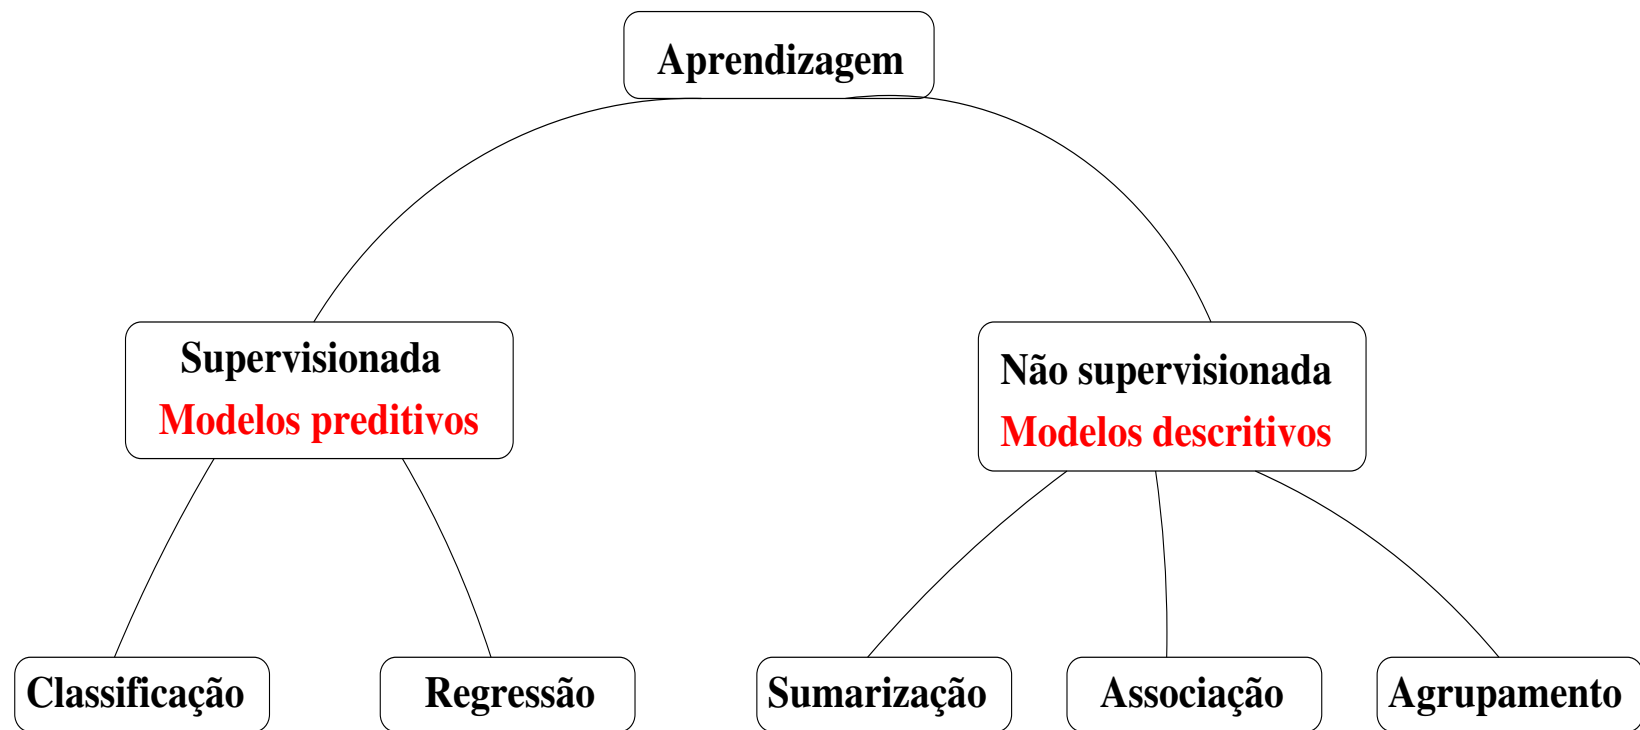 Aprendizagem
Supervisionada
Modelos preditivos
Não supervisionada
Modelos descritivos
Classificação
Regressão
Sumarização
Associação
Agrupamento